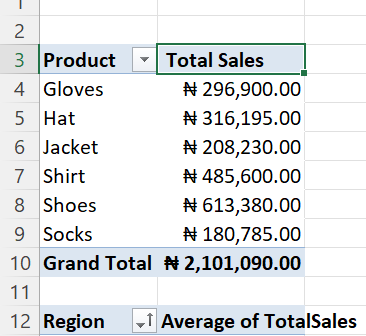 2
3 Product Total Sales
4 Gloves ₦ 296,900.00
5 Hat ₦ 316,195.00
6 Jacket ₦ 208,230.00
7 Shirt ₦ 485,600.00
8 Shoes ₦ 613,380.00
9 Socks ₦ 180,785.00
10 Grand Total ₦ 2,101,090.00
11
12 Region Average of TotalSales